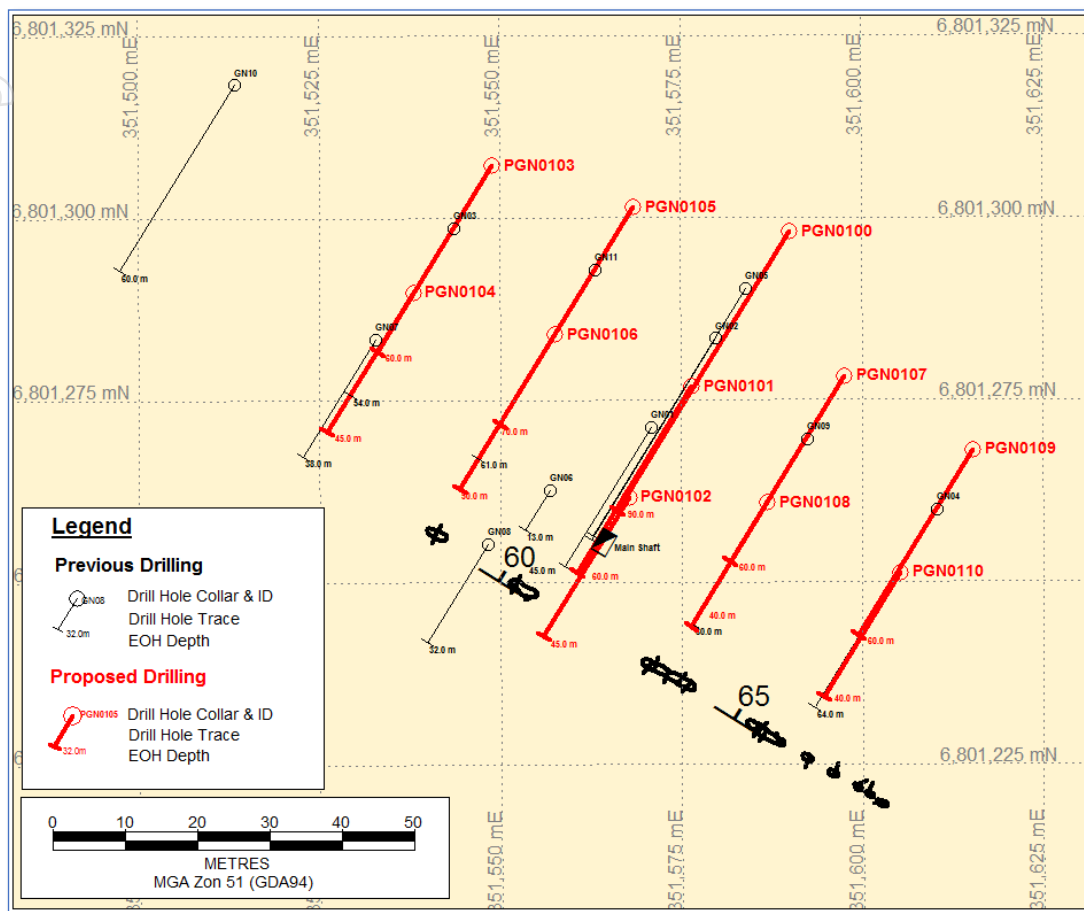 6,801,325 mN
6,801,325 mN
351,500 mE
351,525 mE
351,550 mE
351,575 mE
351,600 mE
351,625 mE
GN10
PGN0103
PGN0105
6,801,300 mN
6,801,300 mN
GN03
PGN0100
GN11
60.0 m
PGN0104
GN05
PGN0106
GN02
GN07
60.0 m
PGN0107
PGN0101
6,801,275 mN
6,801,275 mN
54.0 m
70.0 m
GN09
45.0 m
PGN0109
38.0 m
61.0 m
90.0 m
GN06
PGN0102
PGN0108
GN04
90.0 m
13.0 m
GN08
Main Shaft
60
45.0 m
60.0 m
60.0 m
PGN0110
40.0 m
32.0 m
45.0 m
60.0 m
65
40.0 m
64.0 m
6,801,225 mN
Legend
Previous Drilling
GN08
Drill Hole Collar & ID
Drill Hole Trace
32.0m
EOH Depth
Proposed Drilling
PGN0105
Drill Hole Collar & ID
Drill Hole Trace
32.0m
EOH Depth
0 10 20 30 40 50
METRES
MGA Zon 51 (GDA94)
351,550 mE
351,575 mE
351,600 mE
351,625 mE